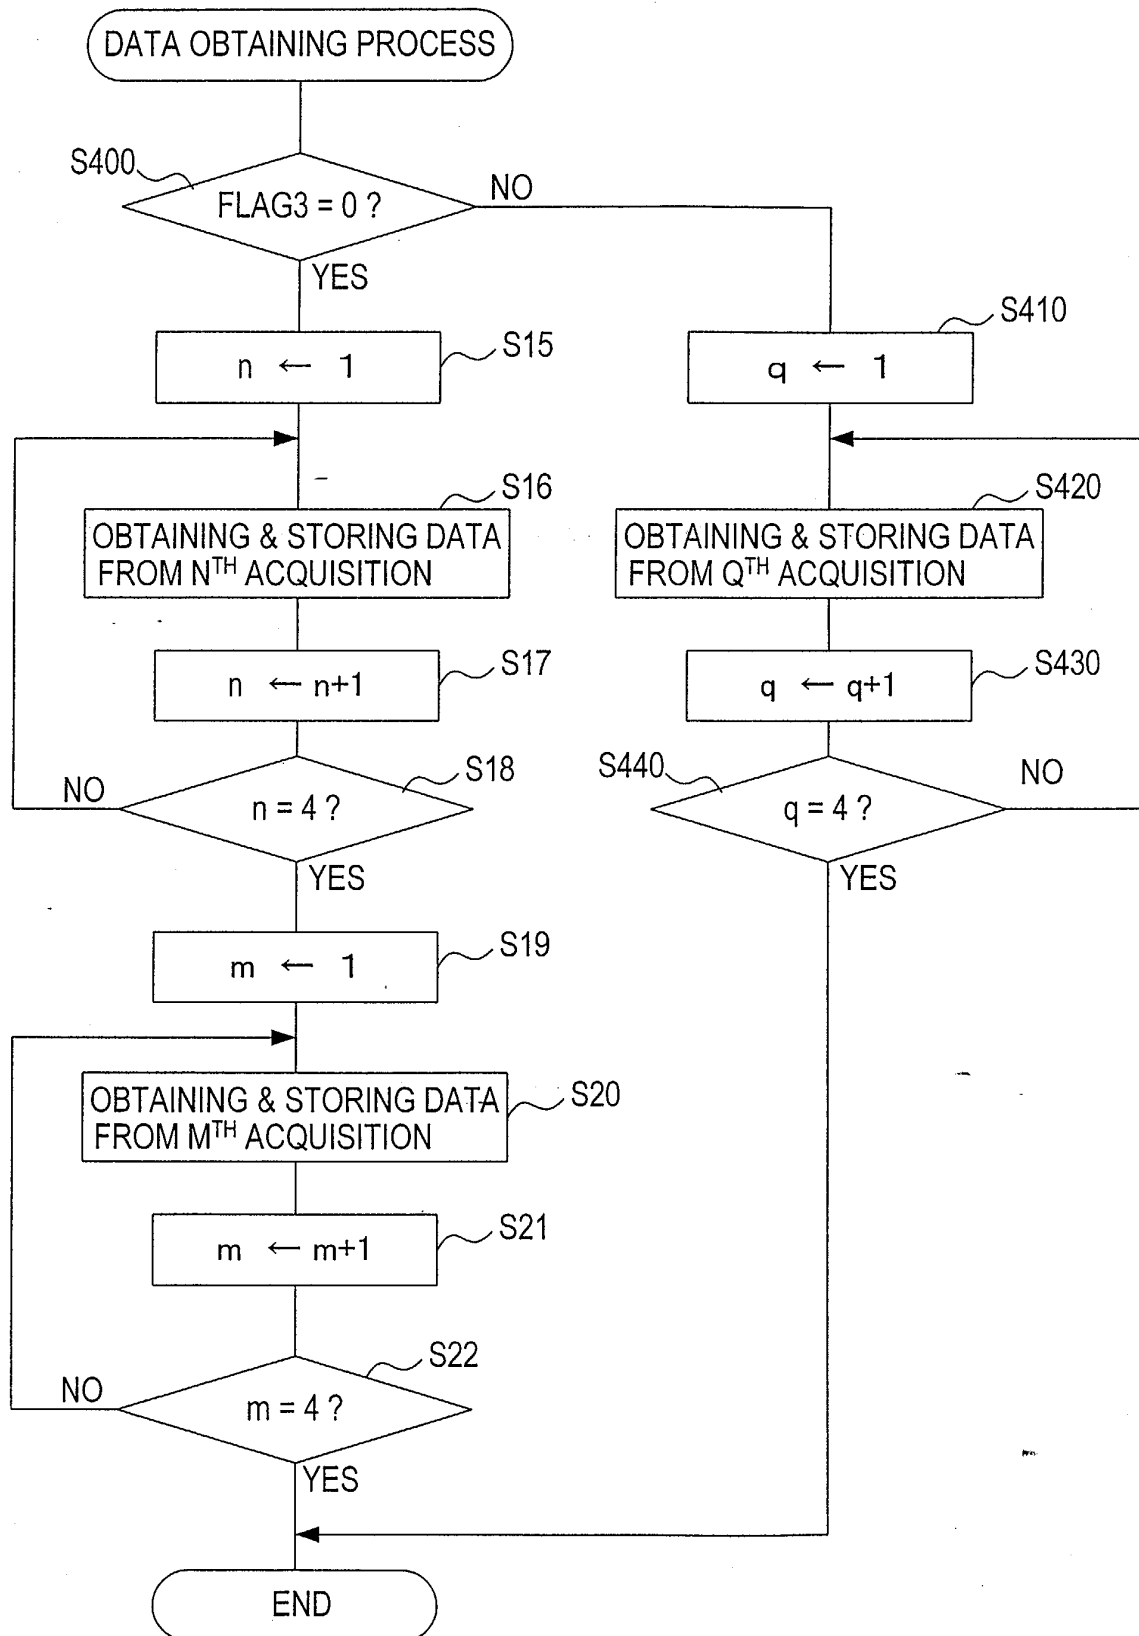 DATA OBTAINING PROCESS
S400
FLAG3 = 0 ?
NO
YES
n ← 1
S15
q ← 1
S410
S16
OBTAINING & STORING DATA
FROM NTH ACQUISITION
S420
OBTAINING & STORING DATA
FROM QTH ACQUISITION
n ← n+1
S17
q ← q+1
S430
NO
n = 4 ?
S18
YES
S440
q = 4 ?
NO
YES
m ← 1
S19
OBTAINING & STORING DATA
FROM MTH ACQUISITION
S20
m ← m+1
S21
NO
m = 4 ?
S22
YES
END